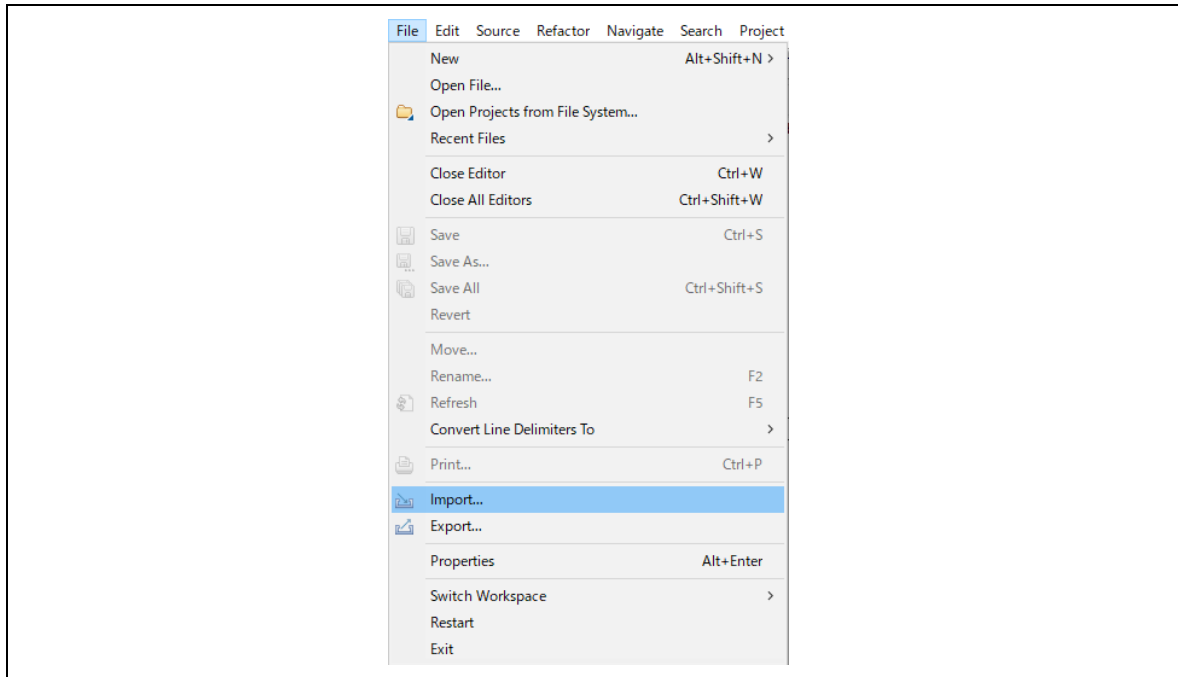 File Edit Source Refactor Navigate Search Project
New Alt+Shift+N >
Open File...
Open Projects from File System...
Recent Files >
Close Editor Ctrl+W
Close All Editors Ctrl+Shift+W
Save Ctrl+S
Save As...
Save All Ctrl+Shift+S
Revert
Move...
Rename... F2
Refresh F5
Convert Line Delimiters To >
Print... Ctrl+P
Import...
Export...
Properties Alt+Enter
Switch Workspace >
Restart
Exit